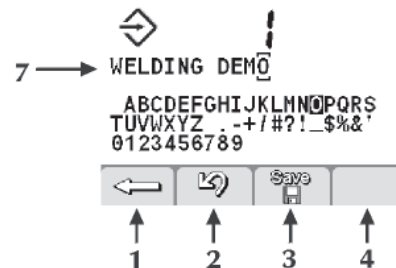 1
7
WELDING DEMO
ABCDEFGHIJKLMNOPQRS
TUVWXYZ .-+/#?!_$%&'
0123456789
Save
1 2 3 4